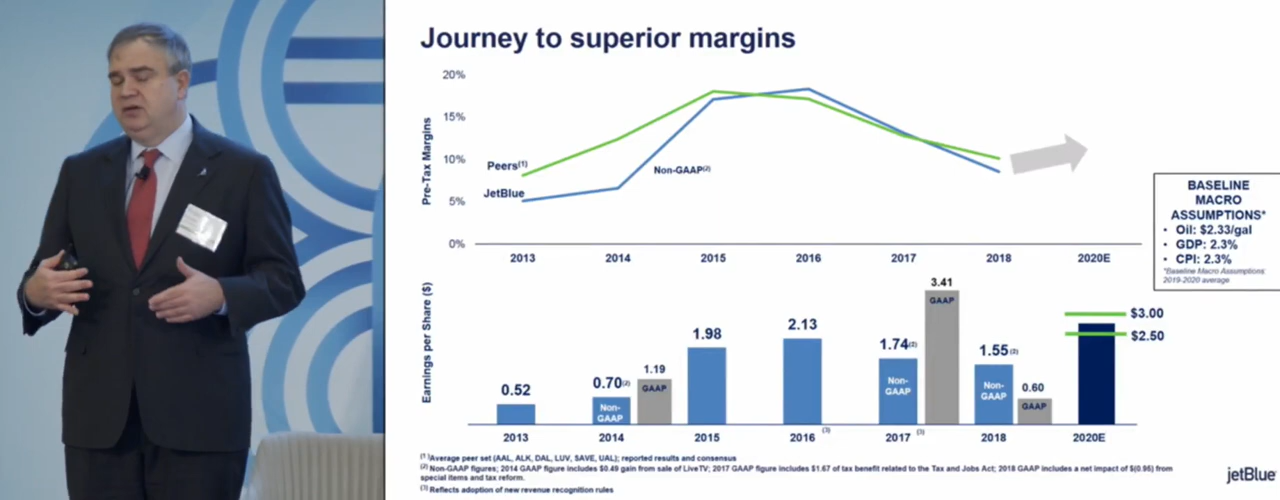 Journey to superior margins
20%
15%
10%
5%
0%
Pre-Tax Margins
Peers(1)
JetBlue
Non-GAAP(2)
2013 2014 2015 2016 2017 2018 2020E
BASELINE
MACRO
ASSUMPTIONS*
• Oil: $2.33/gal
• GDP: 2.3%
• CPI: 2.3%
*Baseline Macro Assumptions:
2019-2020 average
Earnings per Share ($)
0.52
0.70(2)
Non-
GAAP
1.19
GAAP
1.98
2.13
1.74(2)
Non-
GAAP
3.41
GAAP
1.55(2)
Non-
GAAP
0.60
GAAP
$3.00
$2.50
2013 2014 2015 2016(3) 2017(3) 2018 2020E
(1) Average peer set (AAL, ALK, DAL, LUV, SAVE, UAL); reported results and consensus
(2) Non-GAAP figures; 2014 GAAP figure includes $0.49 gain from sale of LiveTV; 2017 GAAP figure includes $1.67 of tax benefit related to the Tax and Jobs Act; 2018 GAAP includes a net impact of $(0.95) from
special items and tax reform.
(3) Reflects adoption of new revenue recognition rules
jetBlue